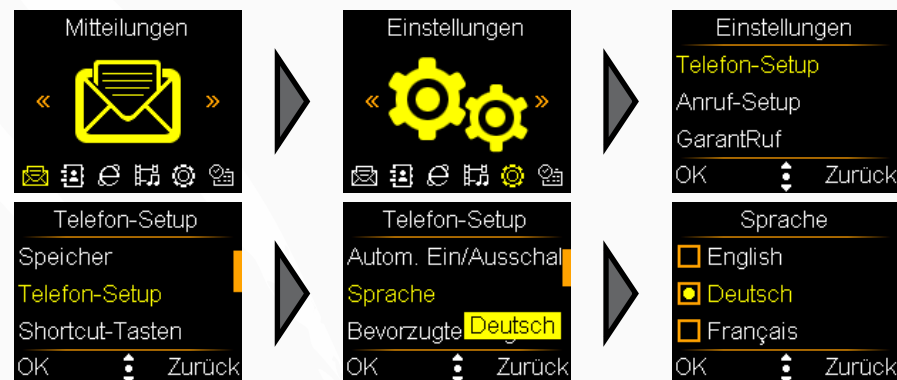 Mitteilungen
« »
Einstellungen
« »
Einstellungen
Telefon-Setup
Anruf-Setup
GarantRuf
OK Zurück
Telefon-Setup
Speicher
Telefon-Setup
Shortcut-Tasten
OK Zurück
Telefon-Setup
Autom. Ein/Ausschal
Sprache
Bevorzugte Deutsch
OK Zurück
Sprache
English
Deutsch
Français
OK Zurück